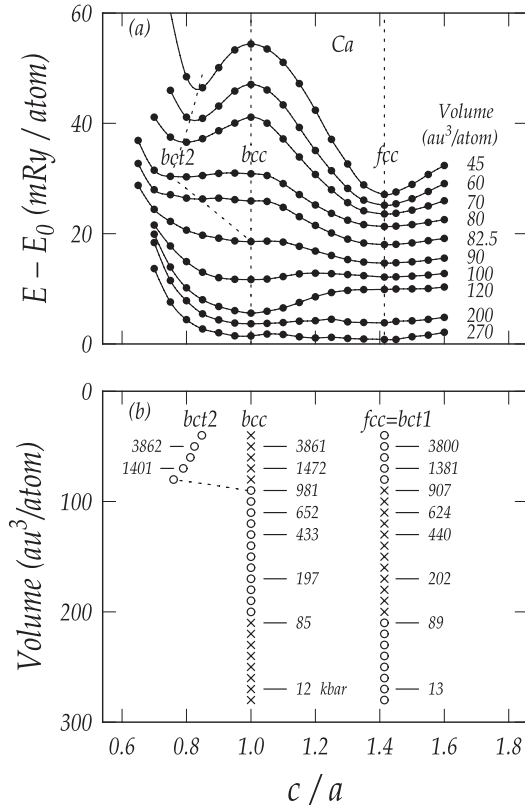 60
(a)
Ca
Volume
(au³/atom)
40
bct2
bcc
fcc
45
60
70
80
20
82.5
90
100
120
200
0
270
E – E₀ (mRy / atom)
0
(b)
bct2
bcc
fcc=bct1
3862
3861
3800
1401
1472
1381
981
907
100
652
624
433
440
197
202
200
85
89
12 kbar
13
300
Volume (au³/atom)
0.6
0.8
1.0
1.2
1.4
1.6
1.8
c / a